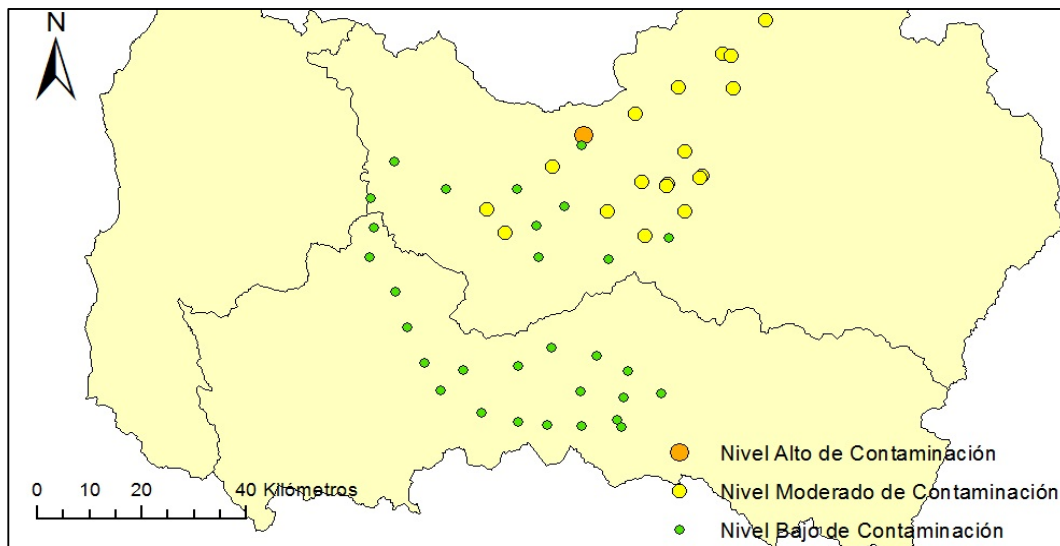 N
Nivel Alto de Contaminación
0 10 20 40 Kilómetros
Nivel Moderado de Contaminación
Nivel Bajo de Contaminación